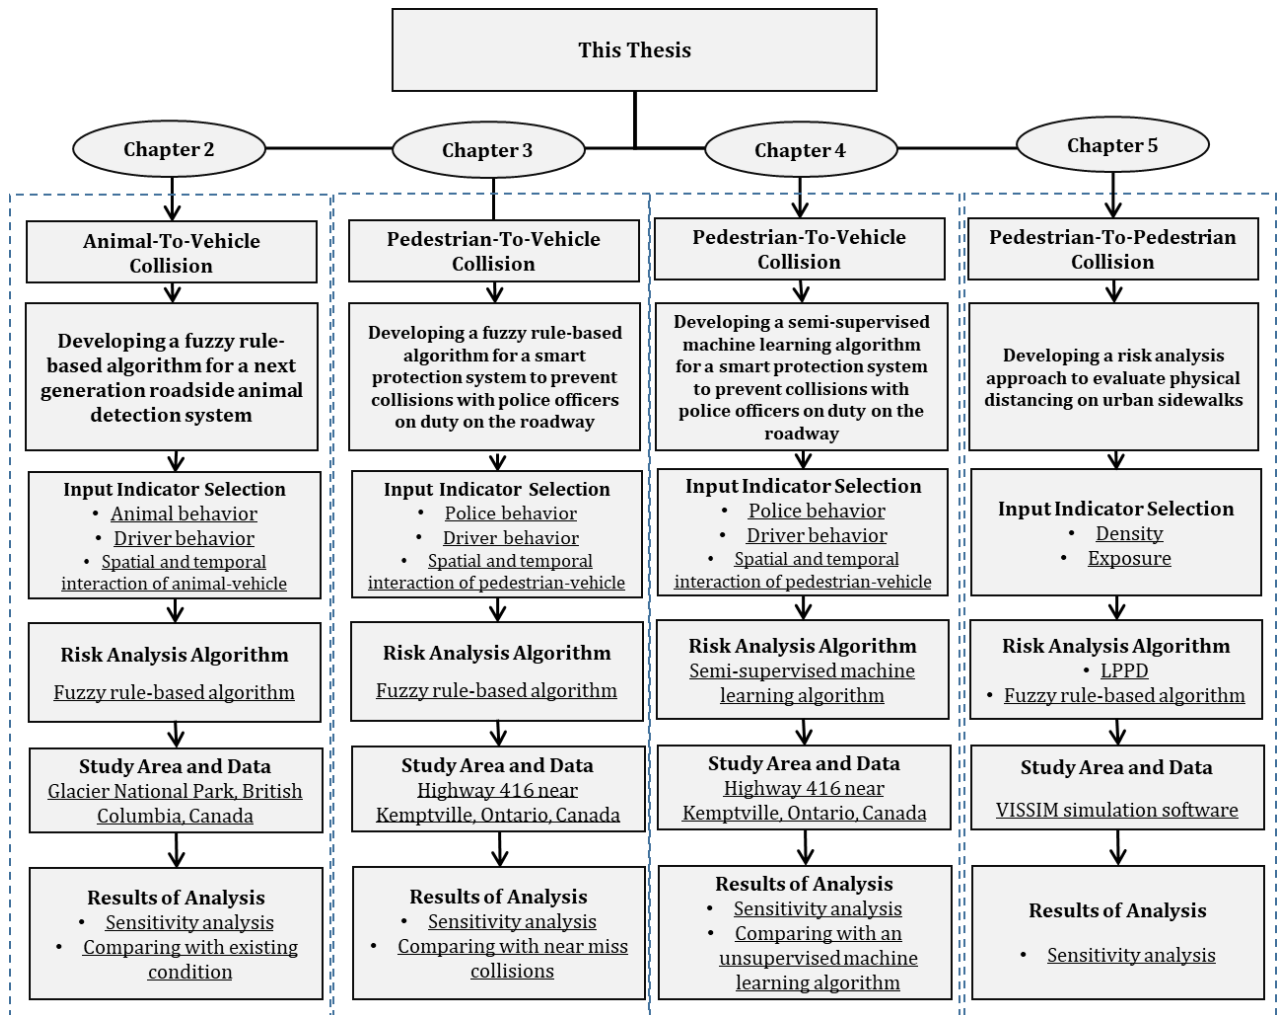 This Thesis
Chapter 2
Chapter 3
Chapter 4
Chapter 5
Animal-To-Vehicle
Collision
Developing a fuzzy rule-
based algorithm for a next
generation roadside animal
detection system
Input Indicator Selection
• Animal behavior
• Driver behavior
• Spatial and temporal
interaction of animal-vehicle
Risk Analysis Algorithm
Fuzzy rule-based algorithm
Study Area and Data
Glacier National Park, British
Columbia, Canada
Results of Analysis
• Sensitivity analysis
• Comparing with existing
condition
Pedestrian-To-Vehicle
Collision
Developing a fuzzy rule-based
algorithm for a smart
protection system to prevent
collisions with police officers
on duty on the roadway
Input Indicator Selection
• Police behavior
• Driver behavior
• Spatial and temporal
interaction of pedestrian-vehicle
Risk Analysis Algorithm
Fuzzy rule-based algorithm
Study Area and Data
Highway 416 near
Kemptville, Ontario, Canada
Results of Analysis
• Sensitivity analysis
• Comparing with near miss
collisions
Pedestrian-To-Vehicle
Collision
Developing a semi-supervised
machine learning algorithm
for a smart protection system
to prevent collisions with
police officers on duty on the
roadway
Input Indicator Selection
• Police behavior
• Driver behavior
• Spatial and temporal
interaction of pedestrian-vehicle
Risk Analysis Algorithm
Semi-supervised machine
learning algorithm
Study Area and Data
Highway 416 near
Kemptville, Ontario, Canada
Results of Analysis
• Sensitivity analysis
• Comparing with an
unsupervised machine
learning algorithm
Pedestrian-To-Pedestrian
Collision
Developing a risk analysis
approach to evaluate physical
distancing on urban sidewalks
Input Indicator Selection
• Density
• Exposure
Risk Analysis Algorithm
• LPPD
• Fuzzy rule-based algorithm
Study Area and Data
VISSIM simulation software
Results of Analysis
• Sensitivity analysis